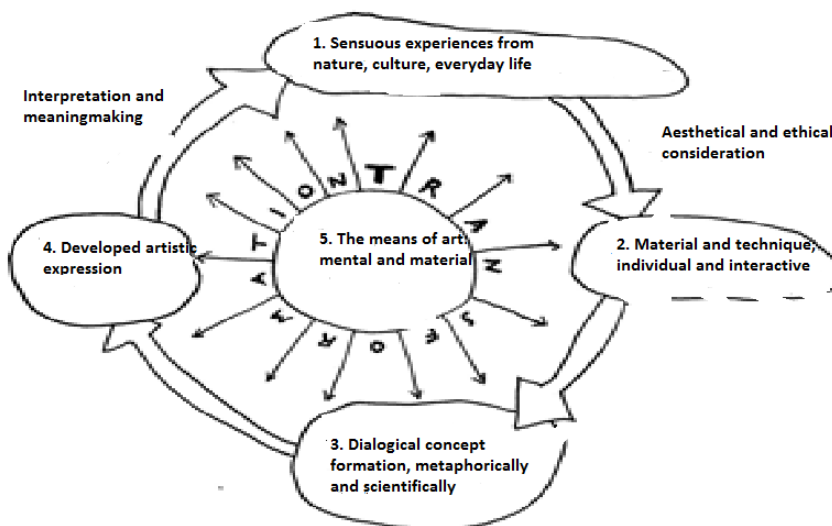 1. Sensuous experiences from
nature, culture, everyday life
Interpretation and
meaningmaking
Aesthetical and ethical
consideration
TRANSFORMATION
5. The means of art:
mental and material
2. Material and technique,
individual and interactive
4. Developed artistic
expression
3. Dialogical concept
formation, metaphorically
and scientifically